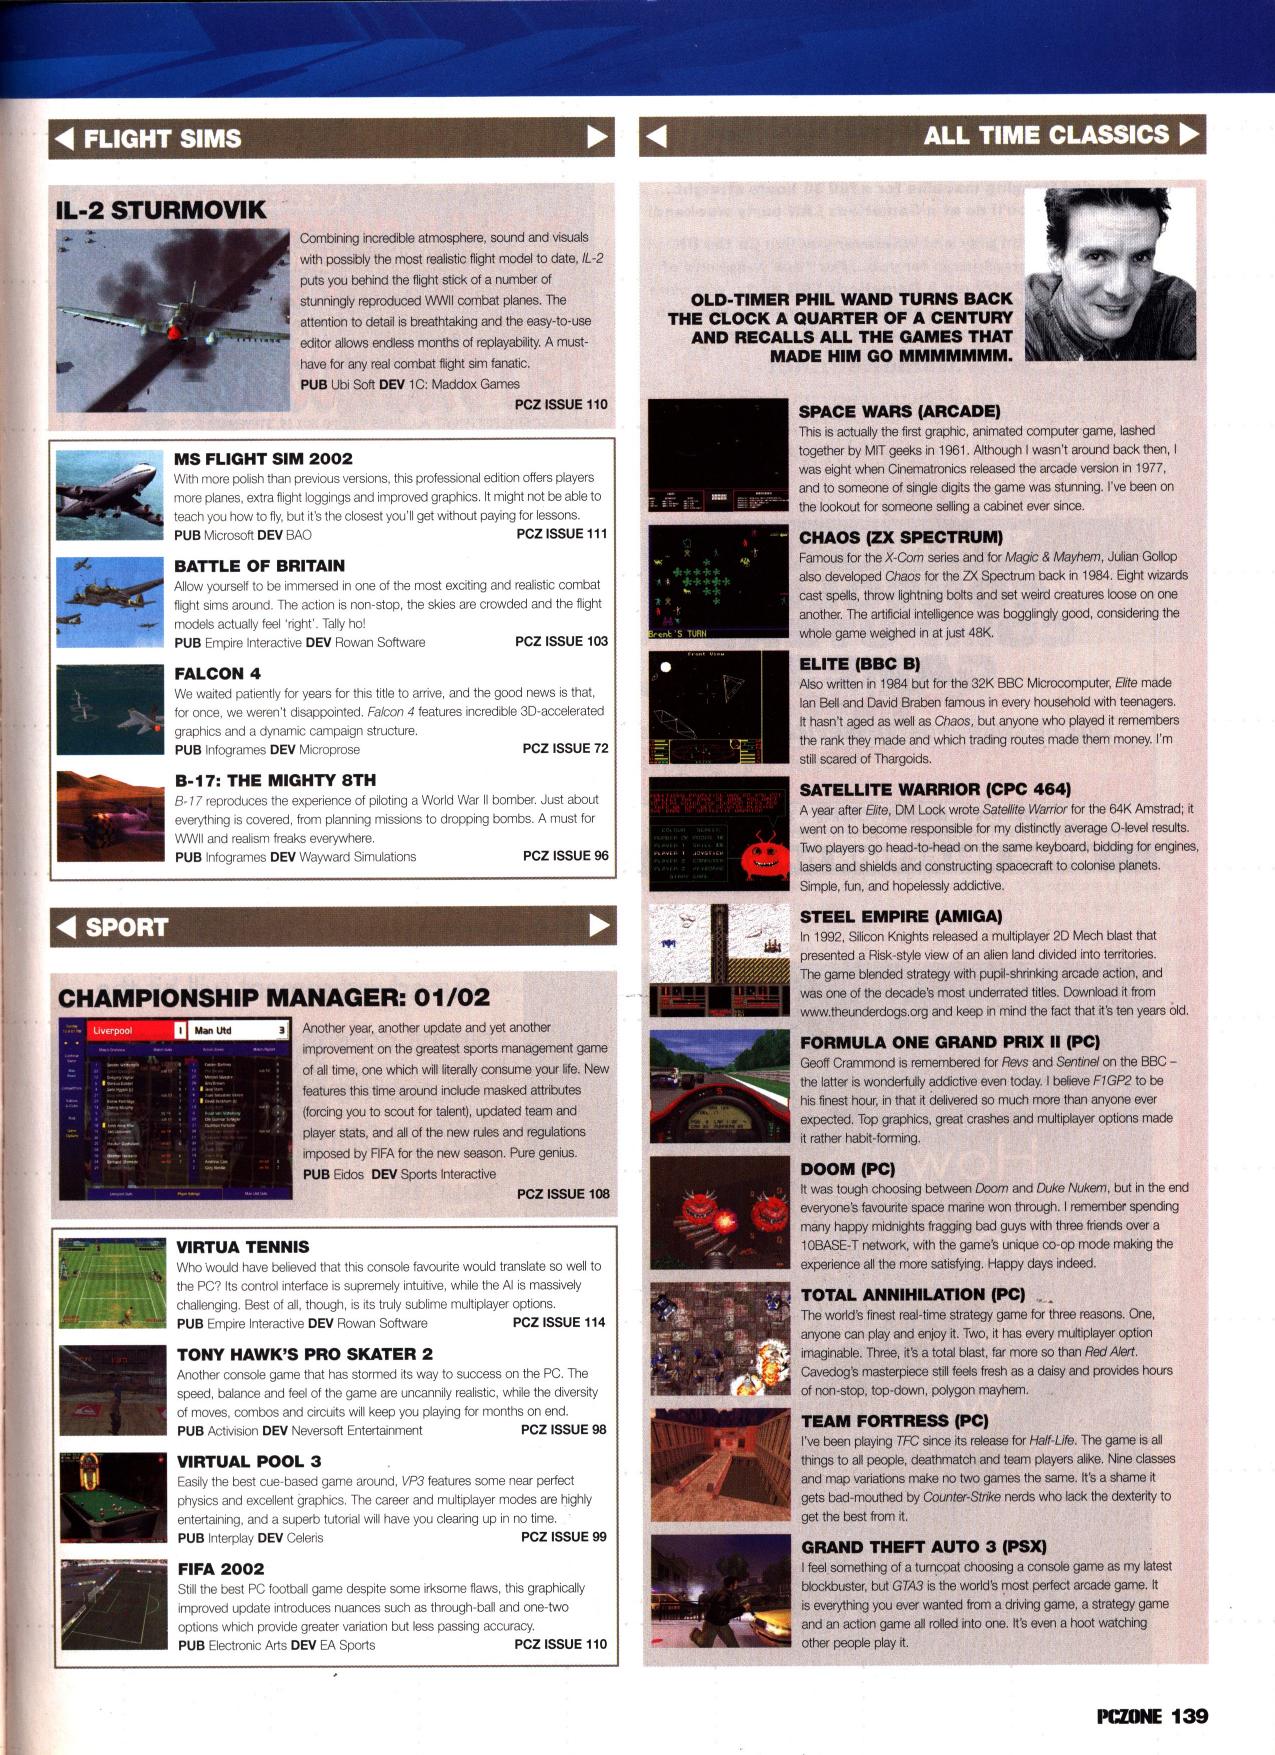 FLIGHT SIMS
IL-2 STURMOVIK
Combining incredible atmosphere, sound and visuals
with possibly the most realistic flight model to date, IL-2
puts you behind the flight stick of a number of
stunningly reproduced WWII combat planes. The
attention to detail is breathtaking and the easy-to-use
editor allows endless months of replayability. A must-
have for any real combat flight sim fanatic.
PUB Ubi Soft DEV 1C: Maddox Games
PCZ ISSUE 110
MS FLIGHT SIM 2002
With more polish than previous versions, this professional edition offers players
more planes, extra flight loggings and improved graphics. It might not be able to
teach you how to fly, but it's the closest you'll get without paying for lessons.
PUB Microsoft DEV BAO PCZ ISSUE 111
BATTLE OF BRITAIN
Allow yourself to be immersed in one of the most exciting and realistic combat
flight sims around. The action is non-stop, the skies are crowded and the flight
models actually feel 'right'. Tally ho!
PUB Empire Interactive DEV Rowan Software PCZ ISSUE 103
FALCON 4
We waited patiently for years for this title to arrive, and the good news is that,
for once, we weren't disappointed. Falcon 4 features incredible 3D-accelerated
graphics and a dynamic campaign structure.
PUB Infogrames DEV Microprose PCZ ISSUE 72
B-17: THE MIGHTY 8TH
B-17 reproduces the experience of piloting a World War II bomber. Just about
everything is covered, from planning missions to dropping bombs. A must for
WWII and realism freaks everywhere.
PUB Infogrames DEV Wayward Simulations PCZ ISSUE 96
SPORT
CHAMPIONSHIP MANAGER: 01/02
Liverpool 1 Man Utd 3
Another year, another update and yet another
improvement on the greatest sports management game
of all time, one which will literally consume your life. New
features this time around include masked attributes
(forcing you to scout for talent), updated team and
player stats, and all of the new rules and regulations
imposed by FIFA for the new season. Pure genius.
PUB Eidos DEV Sports Interactive
PCZ ISSUE 108
VIRTUA TENNIS
Who would have believed that this console favourite would translate so well to
the PC? Its control interface is supremely intuitive, while the AI is massively
challenging. Best of all, though, is its truly sublime multiplayer options.
PUB Empire Interactive DEV Rowan Software PCZ ISSUE 114
TONY HAWK'S PRO SKATER 2
Another console game that has stormed its way to success on the PC. The
speed, balance and feel of the game are uncannily realistic, while the diversity
of moves, combos and circuits will keep you playing for months on end.
PUB Activision DEV Neversoft Entertainment PCZ ISSUE 98
VIRTUAL POOL 3
Easily the best cue-based game around, VP3 features some near perfect
physics and excellent graphics. The career and multiplayer modes are highly
entertaining, and a superb tutorial will have you clearing up in no time.
PUB Interplay DEV Celeris PCZ ISSUE 99
FIFA 2002
Still the best PC football game despite some irksome flaws, this graphically
improved update introduces nuances such as through-ball and one-two
options which provide greater variation but less passing accuracy.
PUB Electronic Arts DEV EA Sports PCZ ISSUE 110
ALL TIME CLASSICS
OLD-TIMER PHIL WAND TURNS BACK
THE CLOCK A QUARTER OF A CENTURY
AND RECALLS ALL THE GAMES THAT
MADE HIM GO MMMMMMM.
SPACE WARS (ARCADE)
This is actually the first graphic, animated computer game, lashed
together by MIT geeks in 1961. Although I wasn't around back then, I
was eight when Cinematronics released the arcade version in 1977,
and to someone of single digits the game was stunning. I've been on
the lookout for someone selling a cabinet ever since.
Brent'S TURN
CHAOS (ZX SPECTRUM)
Famous for the X-Com series and for Magic & Mayhem, Julian Gollop
also developed Chaos for the ZX Spectrum back in 1984. Eight wizards
cast spells, throw lightning bolts and set weird creatures loose on one
another. The artificial intelligence was bogglingly good, considering the
whole game weighed in at just 48K.
Front View
ELITE (BBC B)
Also written in 1984 but for the 32K BBC Microcomputer, Elite made
Ian Bell and David Braben famous in every household with teenagers.
It hasn't aged as well as Chaos, but anyone who played it remembers
the rank they made and which trading routes made them money. I'm
still scared of Thargoids.
SATELLITE WARRIOR (CPC 464)
A year after Elite, DM Lock wrote Satellite Warrior for the 64K Amstrad; it
went on to become responsible for my distinctly average O-level results.
Two players go head-to-head on the same keyboard, bidding for engines,
lasers and shields and constructing spacecraft to colonise planets.
Simple, fun, and hopelessly addictive.
STEEL EMPIRE (AMIGA)
In 1992, Silicon Knights released a multiplayer 2D Mech blast that
presented a Risk-style view of an alien land divided into territories.
The game blended strategy with pupil-shrinking arcade action, and
was one of the decade's most underrated titles. Download it from
www.theunderdogs.org and keep in mind the fact that it's ten years old.
FORMULA ONE GRAND PRIX II (PC)
Geoff Crammond is remembered for Revs and Sentinel on the BBC –
the latter is wonderfully addictive even today. I believe F1GP2 to be
his finest hour, in that it delivered so much more than anyone ever
expected. Top graphics, great crashes and multiplayer options made
it rather habit-forming.
DOOM (PC)
It was tough choosing between Doom and Duke Nukem, but in the end
everyone's favourite space marine won through. I remember spending
many happy midnights fragging bad guys with three friends over a
10BASE-T network, with the game's unique co-op mode making the
experience all the more satisfying. Happy days indeed.
TOTAL ANNIHILATION (PC)
The world's finest real-time strategy game for three reasons. One,
anyone can play and enjoy it. Two, it has every multiplayer option
imaginable. Three, it's a total blast, far more so than Red Alert.
Cavedog's masterpiece still feels fresh as a daisy and provides hours
of non-stop, top-down, polygon mayhem.
TEAM FORTRESS (PC)
I've been playing TFC since its release for Half-Life. The game is all
things to all people, deathmatch and team players alike. Nine classes
and map variations make no two games the same. It's a shame it
gets bad-mouthed by Counter-Strike nerds who lack the dexterity to
get the best from it.
GRAND THEFT AUTO 3 (PSX)
I feel something of a turncoat choosing a console game as my latest
blockbuster, but GTA3 is the world's most perfect arcade game. It
is everything you ever wanted from a driving game, a strategy game
and an action game all rolled into one. It's even a hoot watching
other people play it.
PCZONE 139